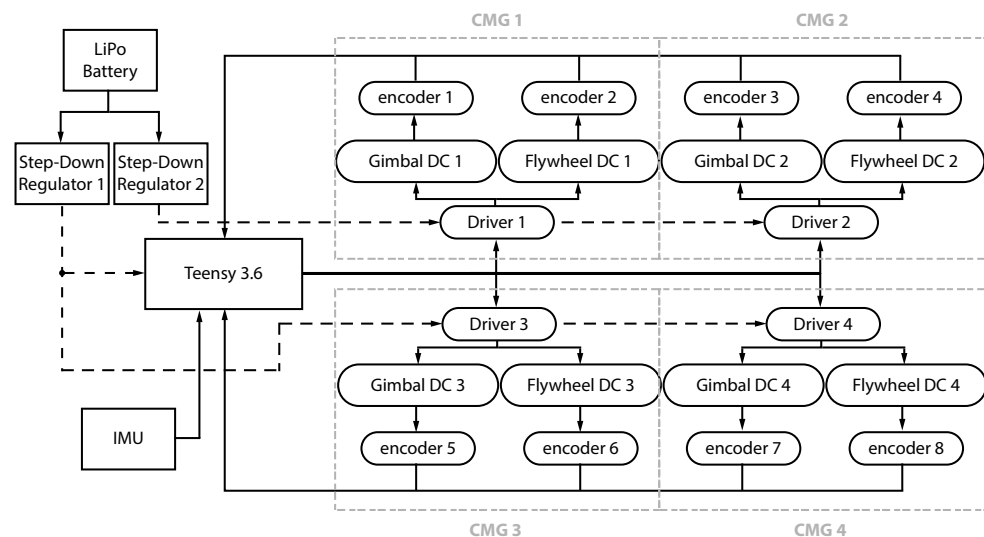 CMG 1
CMG 2
LiPo
Battery
encoder 1
encoder 2
encoder 3
encoder 4
Step-Down
Regulator 1
Step-Down
Regulator 2
Gimbal DC 1
Flywheel DC 1
Gimbal DC 2
Flywheel DC 2
Driver 1
Driver 2
Teensy 3.6
Driver 3
Driver 4
Gimbal DC 3
Flywheel DC 3
Gimbal DC 4
Flywheel DC 4
IMU
encoder 5
encoder 6
encoder 7
encoder 8
CMG 3
CMG 4